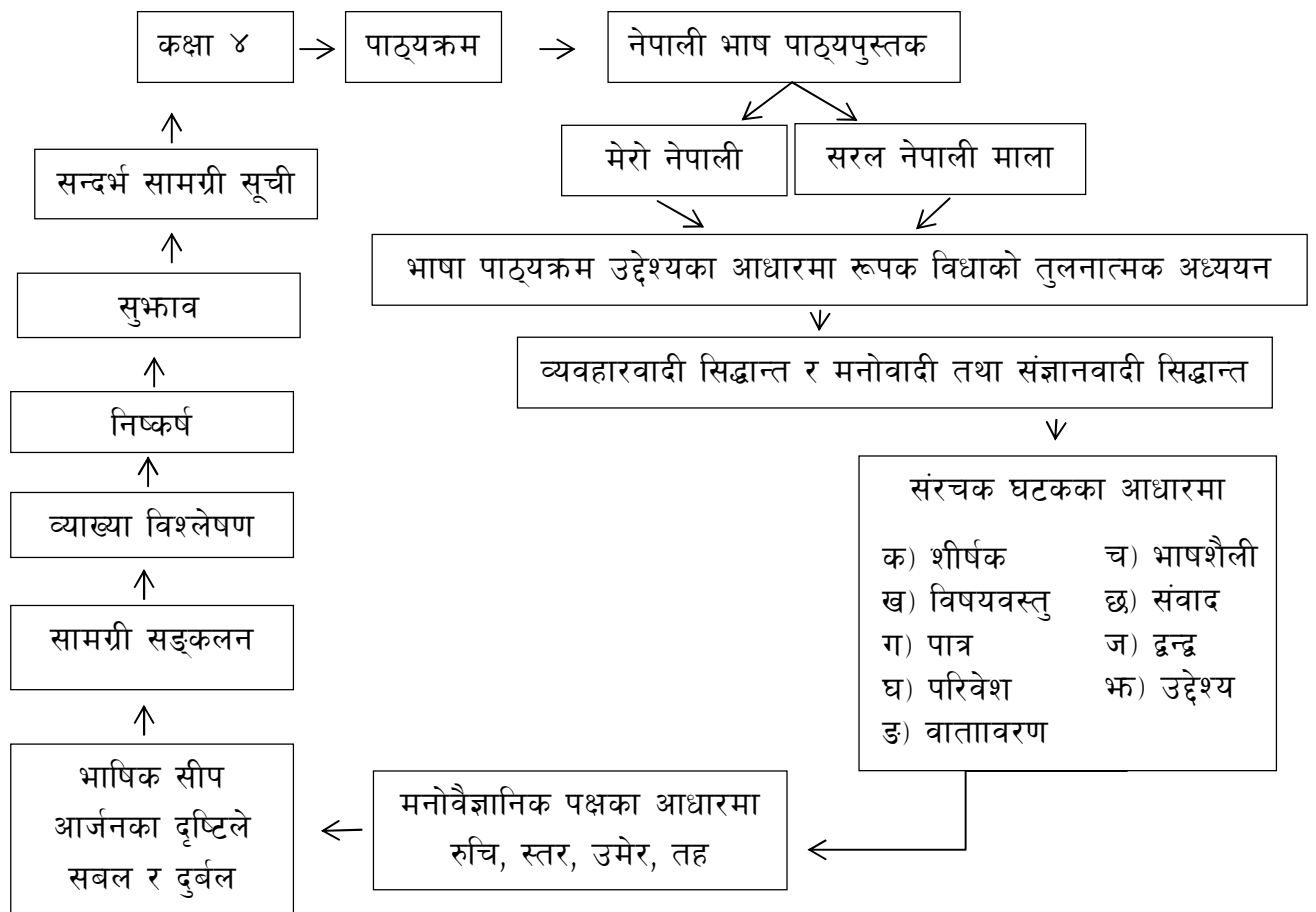 कक्षा ४
पाठ्यक्रम
नेपाली भाष पाठ्यपुस्तक
मेरो नेपाली
सरल नेपाली माला
भाषा पाठ्यक्रम उद्देश्यका आधारमा रूपक विधाको तुलनात्मक अध्ययन
व्यवहारवादी सिद्धान्त र मनोवादी तथा संज्ञानवादी सिद्धान्त
संरचक घटकका आधारमा
क) शीर्षक
ख) विषयवस्तु
ग) पात्र
घ) परिवेश
ङ) वाताावरण
च) भाषशैली
छ) संवाद
ज) द्वन्द्व
झ) उद्देश्य
मनोवैज्ञानिक पक्षका आधारमा
रुचि, स्तर, उमेर, तह
भाषिक सीप
आर्जनका दृष्टिले
सबल र दुर्बल
सामग्री सङ्कलन
व्याख्या विश्लेषण
निष्कर्ष
सुझाव
सन्दर्भ सामग्री सूची